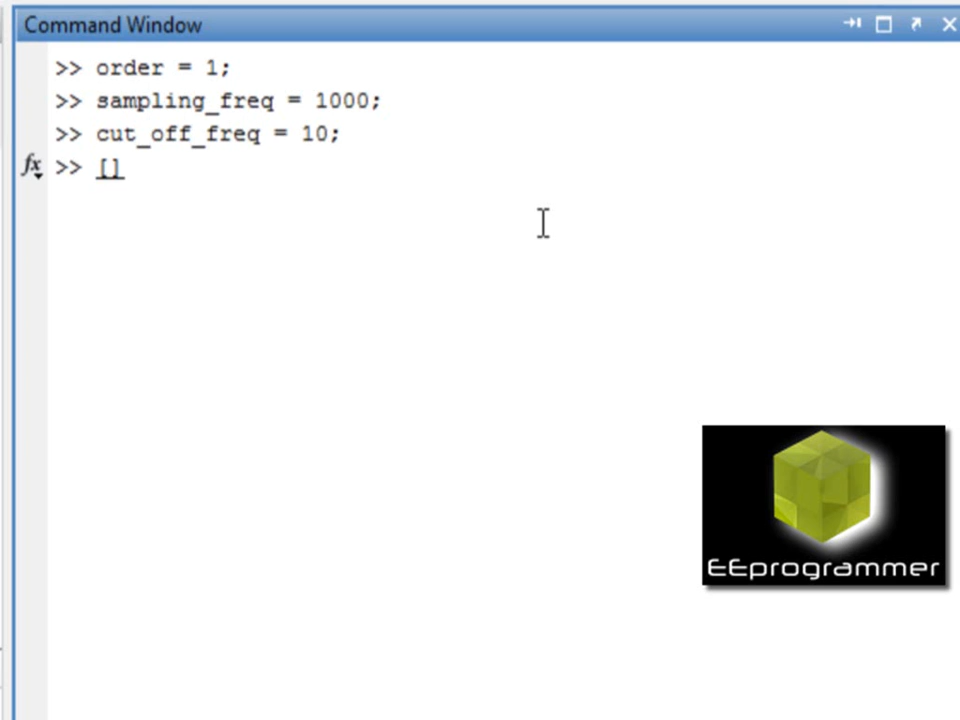 Command Window
>> order = 1;
>> sampling_freq = 1000;
>> cut_off_freq = 10;
fx >> []
EEprogrammer